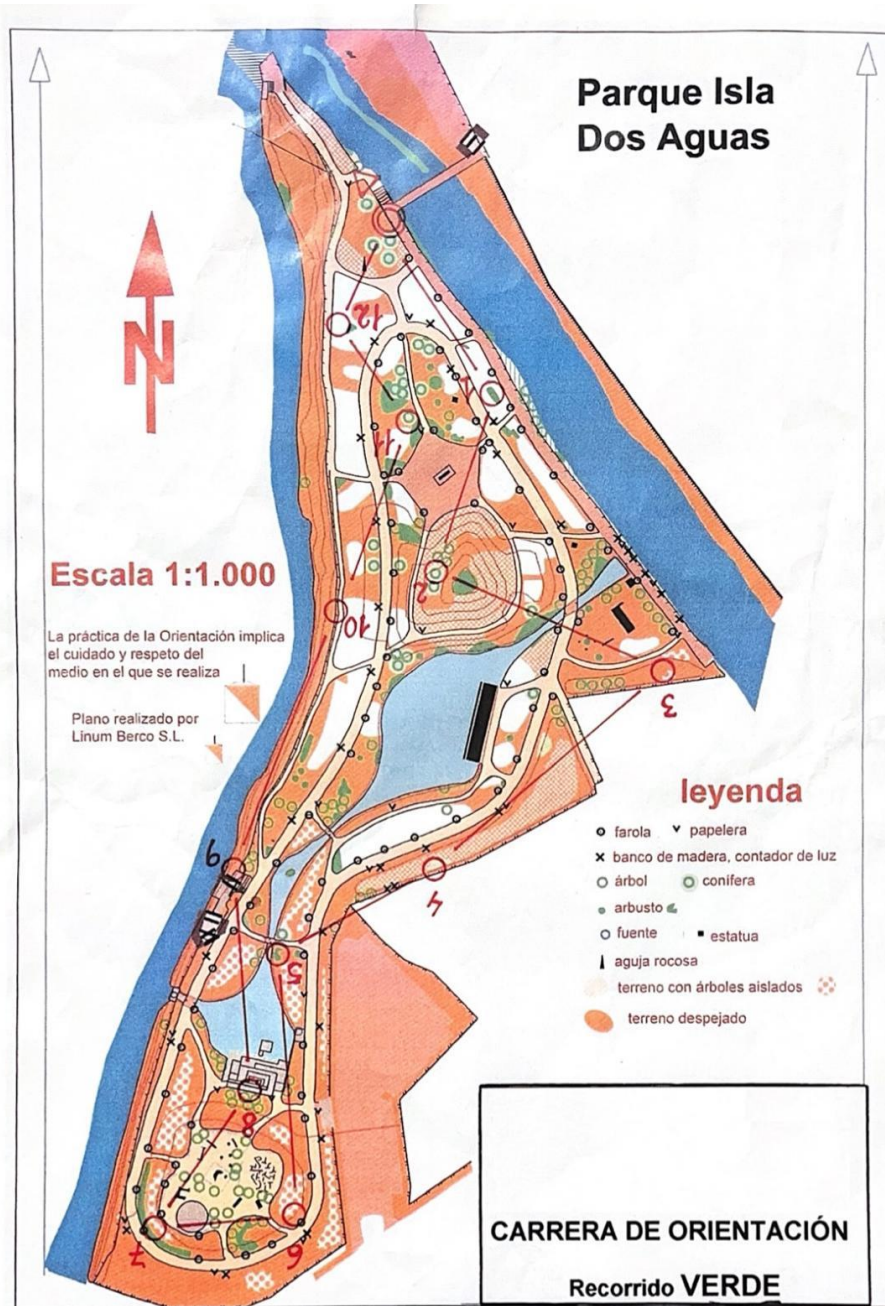 Parque Isla
Dos Aguas
N
Escala 1:1.000
La práctica de la Orientación implica
el cuidado y respeto del
medio en el que se realiza
Plano realizado por
Linum Berco S.L.
12
1
11
2
10
3
9
4
5
8
7
6
leyenda
farola papelera
banco de madera, contador de luz
árbol conífera
arbusto
fuente estatua
aguja rocosa
terreno con árboles aislados
terreno despejado
CARRERA DE ORIENTACIÓN
Recorrido VERDE